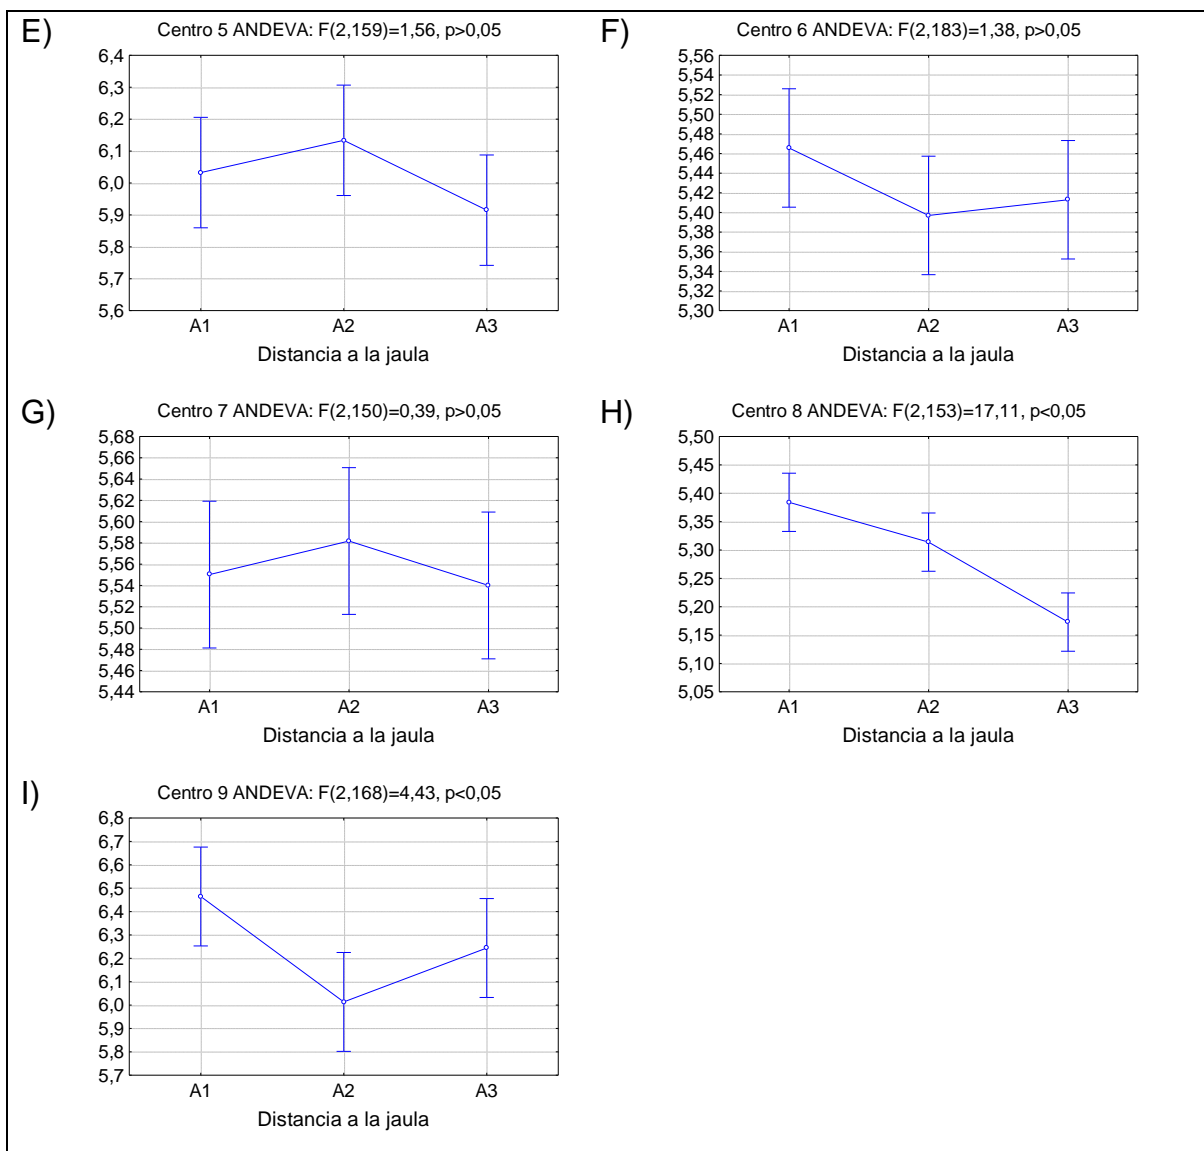 E)
Centro 5 ANDEVA: F(2,159)=1,56, p>0,05
6,4
6,3
6,2
6,1
6,0
5,9
5,8
5,7
5,6
A1 A2 A3
Distancia a la jaula
F)
Centro 6 ANDEVA: F(2,183)=1,38, p>0,05
5,56
5,54
5,52
5,50
5,48
5,46
5,44
5,42
5,40
5,38
5,36
5,34
5,32
5,30
A1 A2 A3
Distancia a la jaula
G)
Centro 7 ANDEVA: F(2,150)=0,39, p>0,05
5,68
5,66
5,64
5,62
5,60
5,58
5,56
5,54
5,52
5,50
5,48
5,46
5,44
A1 A2 A3
Distancia a la jaula
H)
Centro 8 ANDEVA: F(2,153)=17,11, p<0,05
5,50
5,45
5,40
5,35
5,30
5,25
5,20
5,15
5,10
5,05
A1 A2 A3
Distancia a la jaula
I)
Centro 9 ANDEVA: F(2,168)=4,43, p<0,05
6,8
6,7
6,6
6,5
6,4
6,3
6,2
6,1
6,0
5,9
5,8
5,7
A1 A2 A3
Distancia a la jaula